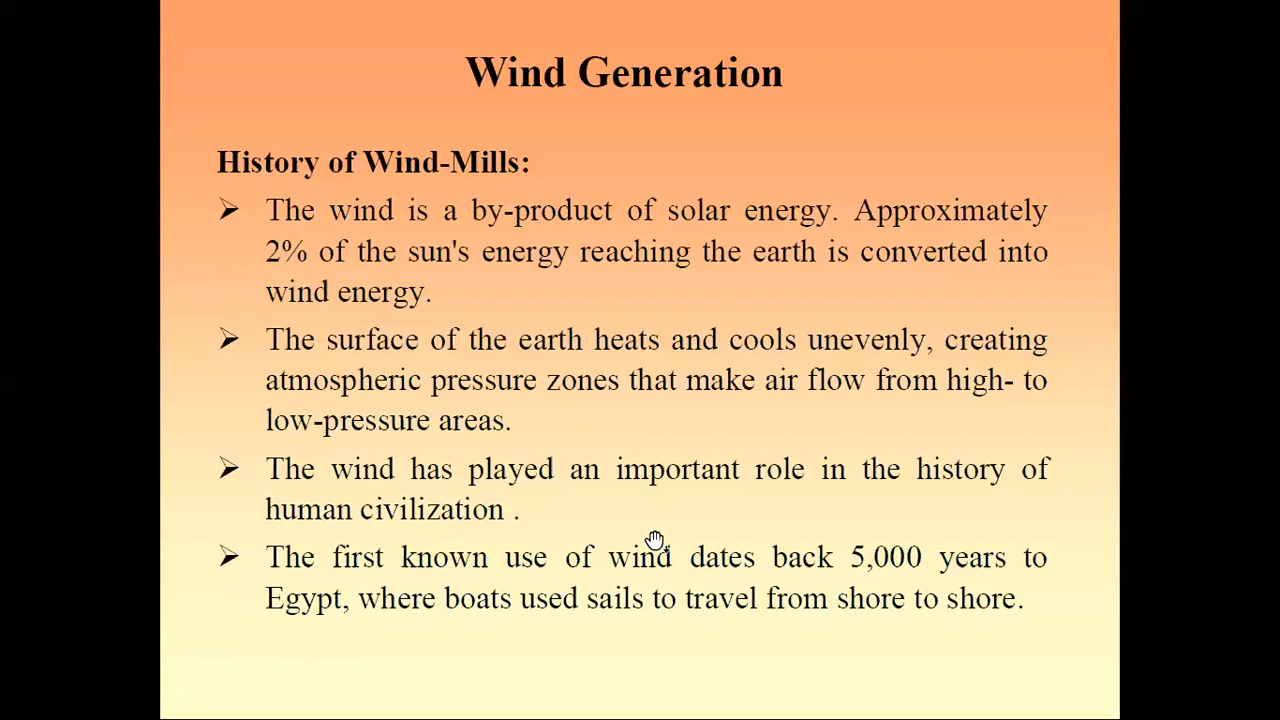 Wind Generation
History of Wind-Mills:
The wind is a by-product of solar energy. Approximately
2% of the sun's energy reaching the earth is converted into
wind energy.
The surface of the earth heats and cools unevenly, creating
atmospheric pressure zones that make air flow from high- to
low-pressure areas.
The wind has played an important role in the history of
human civilization .
The first known use of wind dates back 5,000 years to
Egypt, where boats used sails to travel from shore to shore.